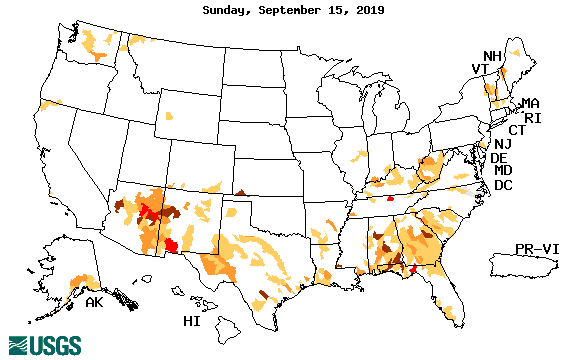 Sunday, September 15, 2019
NH
VT
MA
RI
CT
NJ
DE
MD
DC
PR-VI
AK
HI
USGS